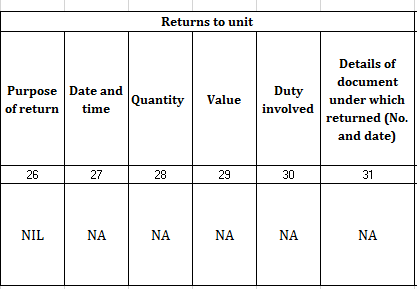 Returns to unit
Purpose of return
Date and time
Quantity
Value
Duty involved
Details of document under which returned (No. and date)
26 27 28 29 30 31
NIL NA NA NA NA NA